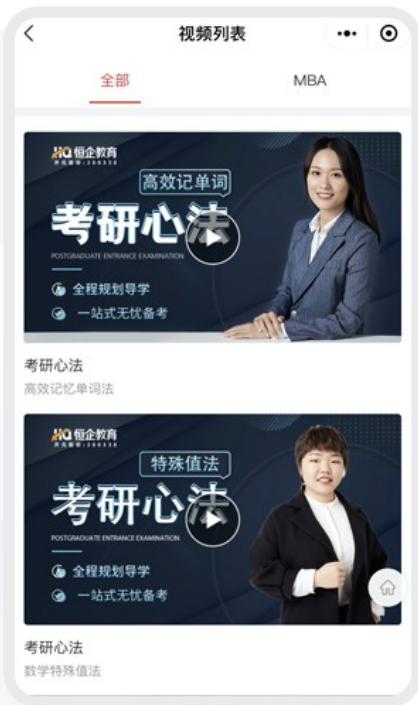 视频列表
全部 MBA
HQ 恒企教育
高效记单词
考研心法
POSTGRADUATE ENTRANCE EXAMINATION
全程规划导学
一站式无忧备考
考研心法
高效记忆单词法
HQ 恒企教育
特殊值法
考研心法
POSTGRADUATE ENTRANCE EXAMINATION
全程规划导学
一站式无忧备考
考研心法
数学特殊值法